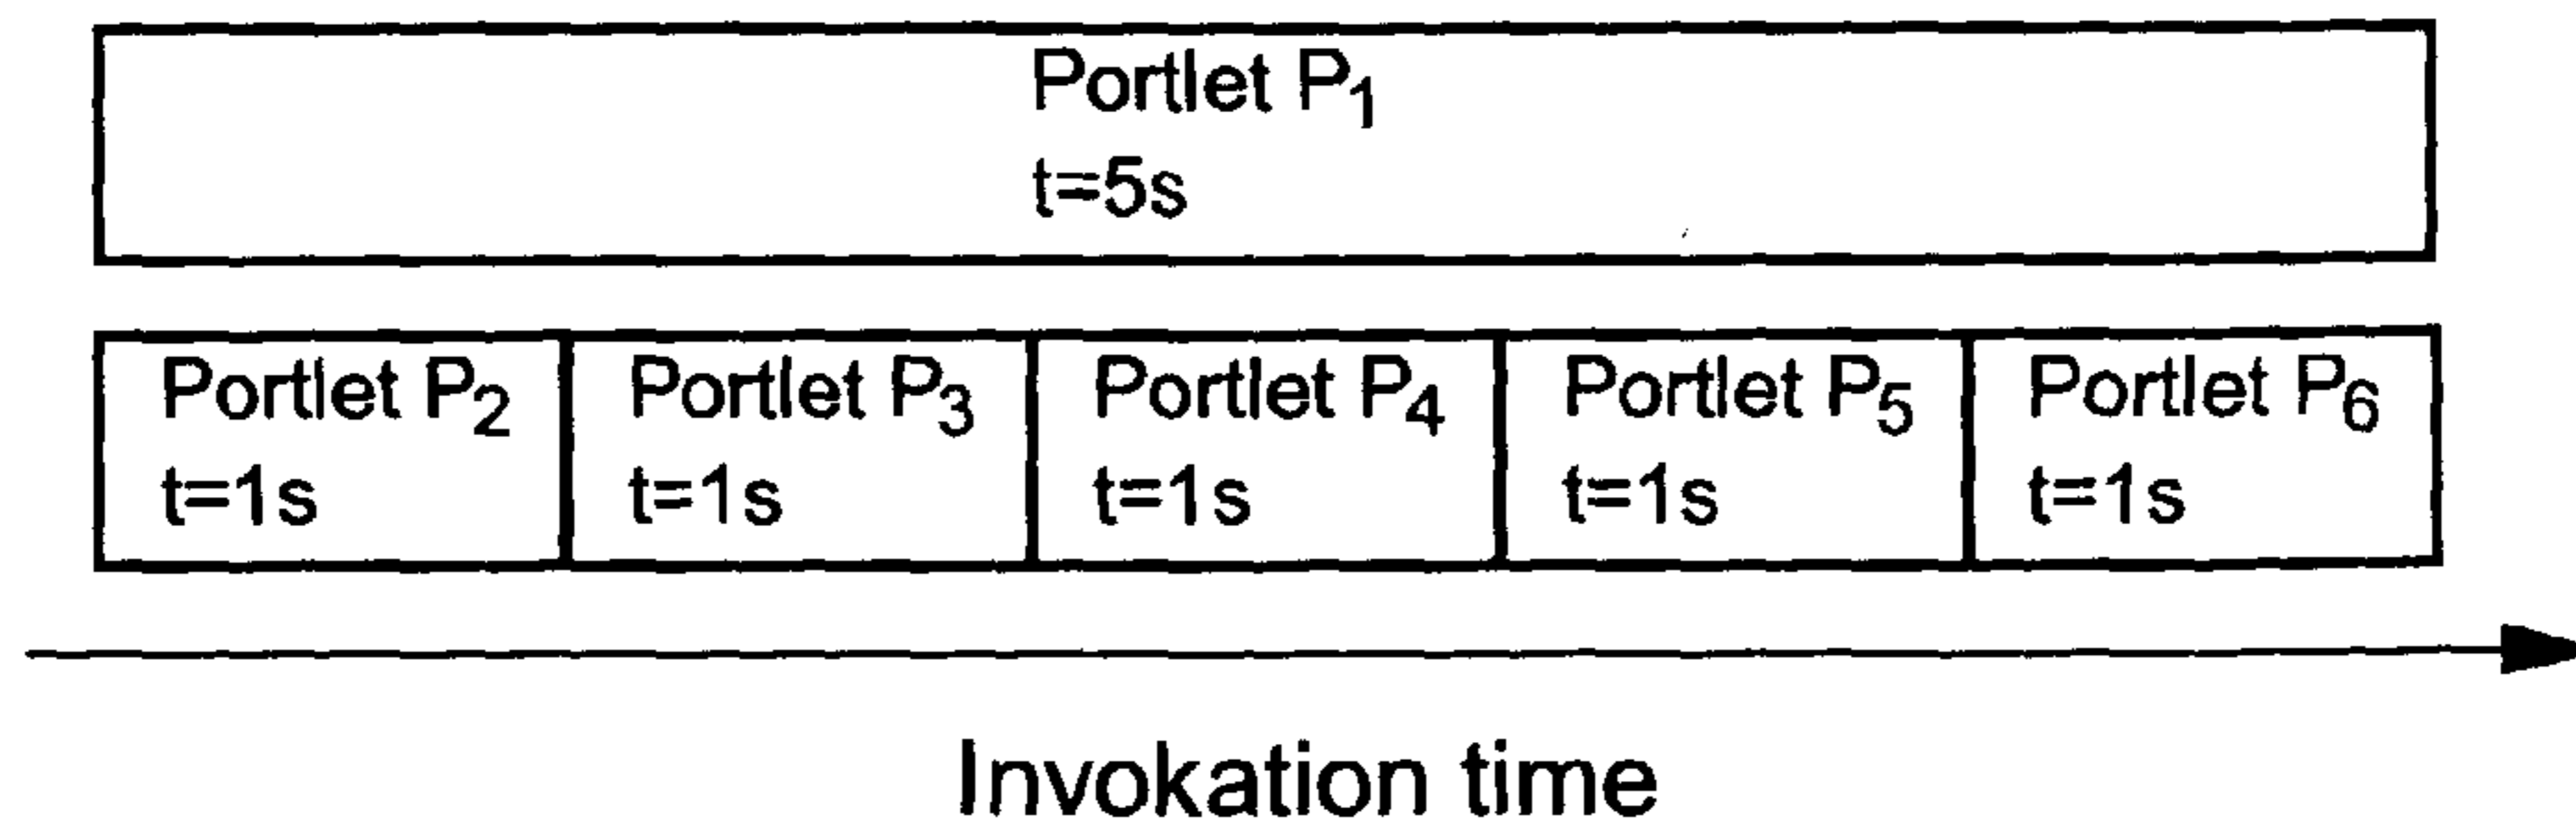 Portlet P1
t=5s
Portlet P2
t=1s
Portlet P3
t=1s
Portlet P4
t=1s
Portlet P5
t=1s
Portlet P6
t=1s
Invokation time